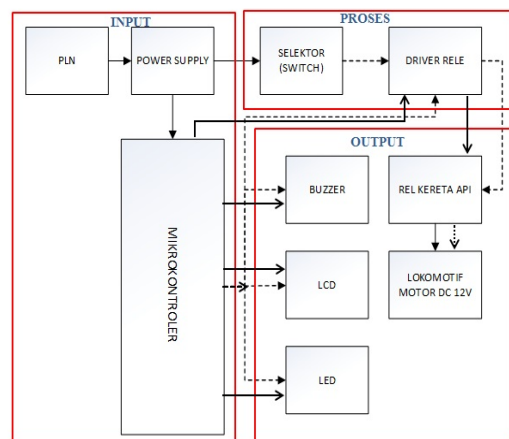 INPUT
PROSES
PLN
POWER SUPPLY
SELEKTOR
(SWITCH)
DRIVER RELE
OUTPUT
MIKROKONTROLER
BUZZER
REL KERETA API
LCD
LOKOMOTIF
MOTOR DC 12V
LED